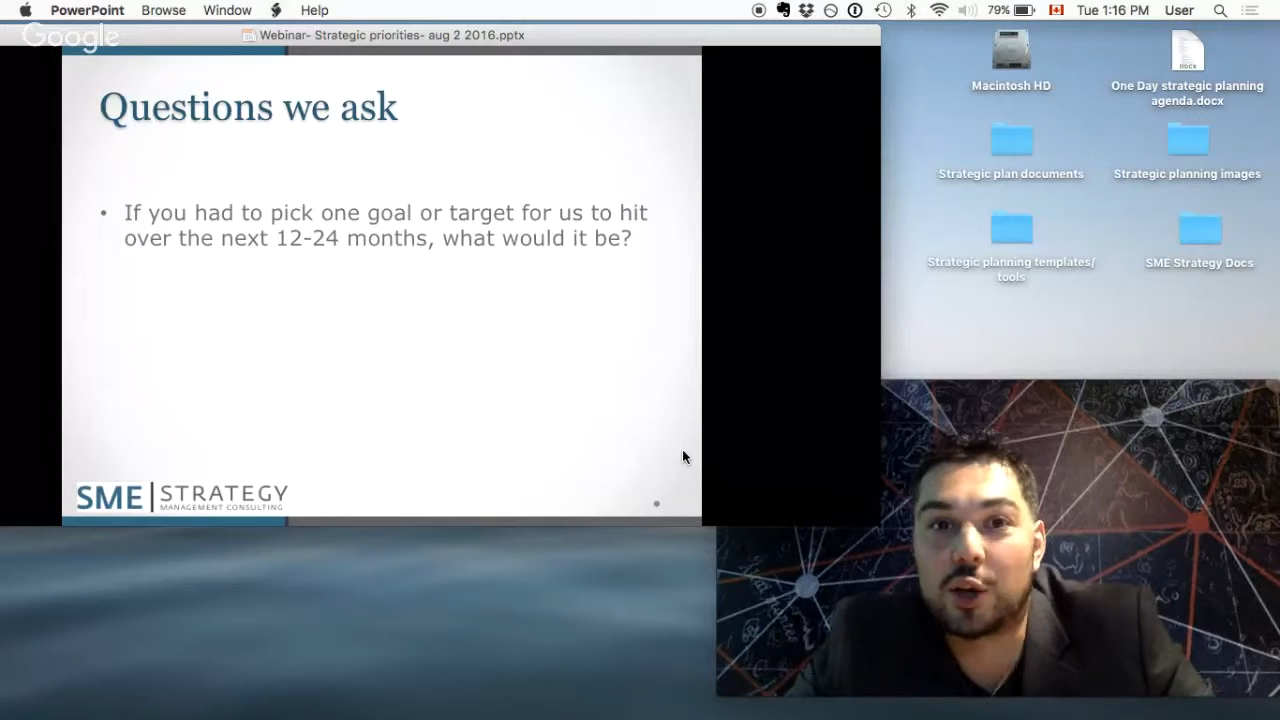 PowerPoint Browse Window Help
79% Tue 1:16 PM User
Google
Webinar- Strategic priorities- aug 2 2016.pptx
Questions we ask
• If you had to pick one goal or target for us to hit
over the next 12-24 months, what would it be?
SME | STRATEGY
MANAGEMENT CONSULTING
Macintosh HD
DOCX
One Day strategic planning
agenda.docx
Strategic plan documents
Strategic planning images
Strategic planning templates/
tools
SME Strategy Docs